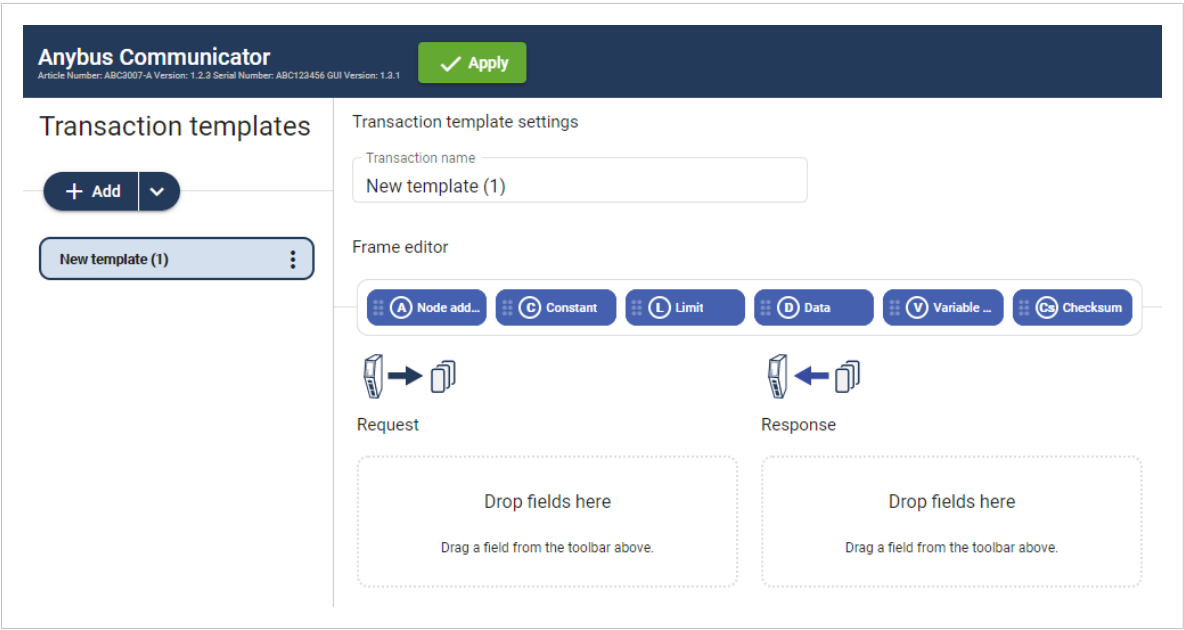 Anybus Communicator
Article Number: ABC3007-A Version: 1.2.3 Serial Number: ABC123456 GUI Version: 1.3.1
Apply
Transaction templates
Add
New template (1)
Transaction template settings
Transaction name
New template (1)
Frame editor
A Node add... C Constant L Limit D Data V Variable ... Cs Checksum
Request
Response
Drop fields here
Drag a field from the toolbar above.
Drop fields here
Drag a field from the toolbar above.